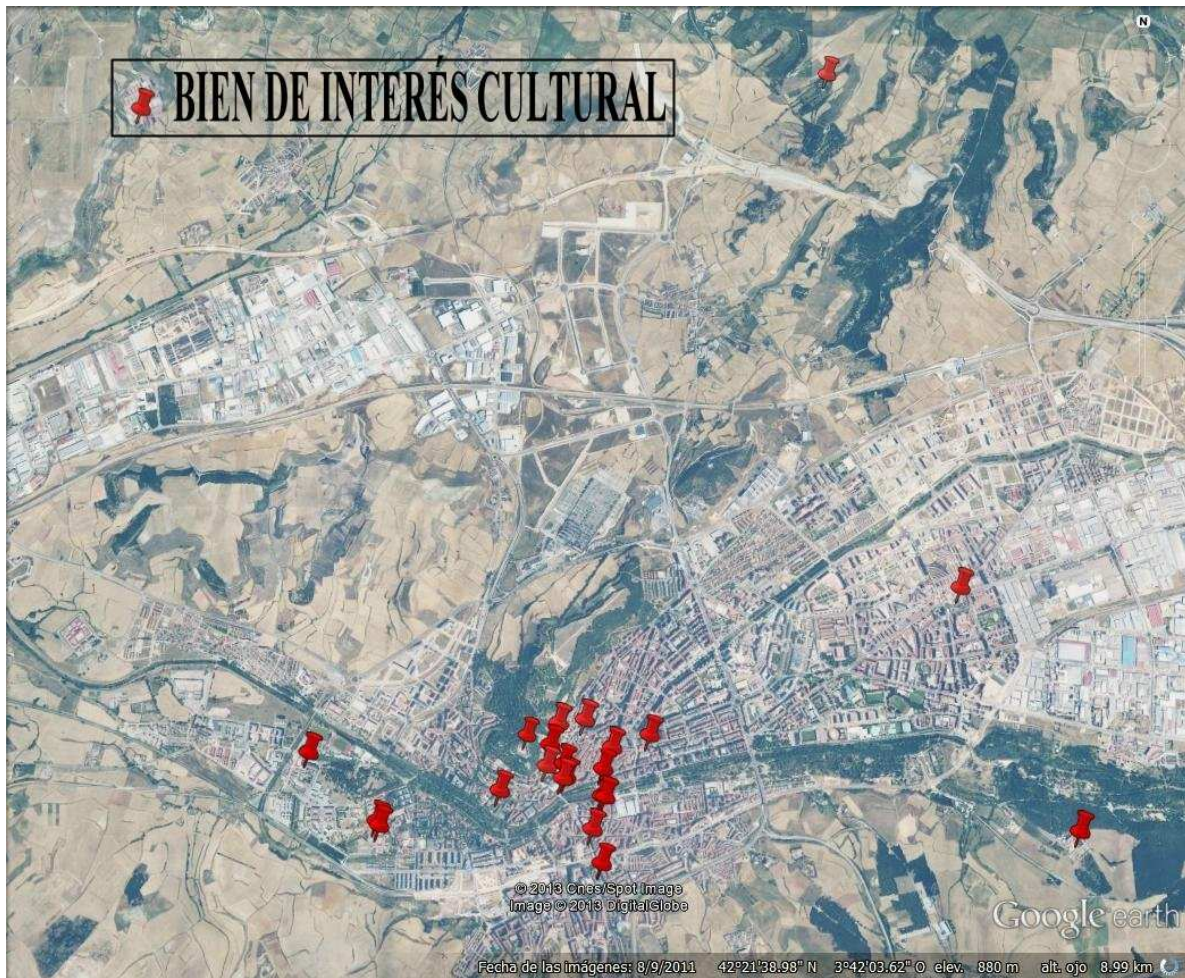 N
BIEN DE INTERÉS CULTURAL
© 2013 Cnes/Spot Image
Image © 2013 DigitalGlobe
Google earth
Fecha de las imágenes: 8/9/2011 42°21'38.98" N 3°42'03.62" O elev. 880 m alt. ojo 8.99 km